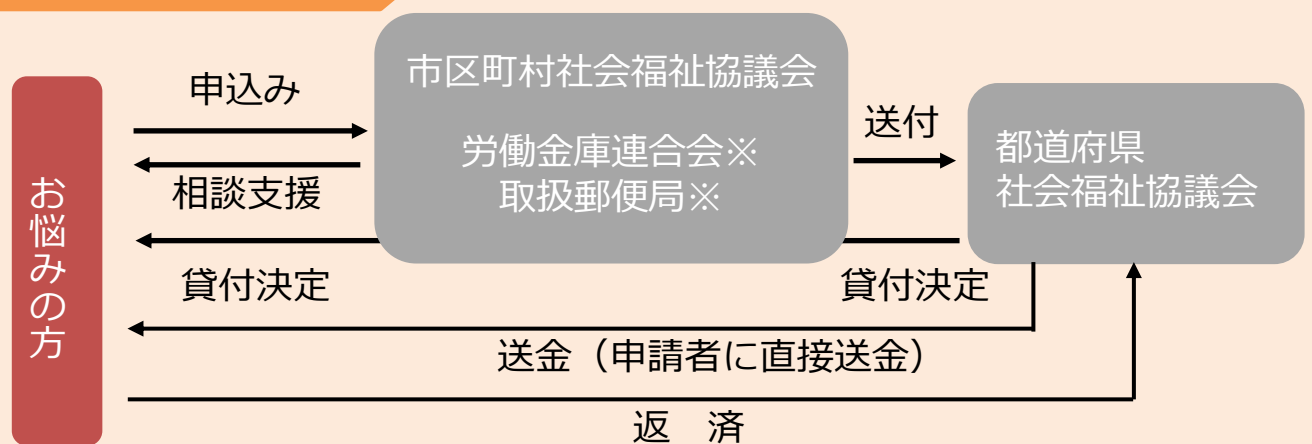 市区町村社会福祉協議会
労働金庫連合会※
取扱郵便局※
都道府県
社会福祉協議会
お悩みの方
申込み
送付
相談支援
貸付決定
貸付決定
送金（申請者に直接送金）
返　済